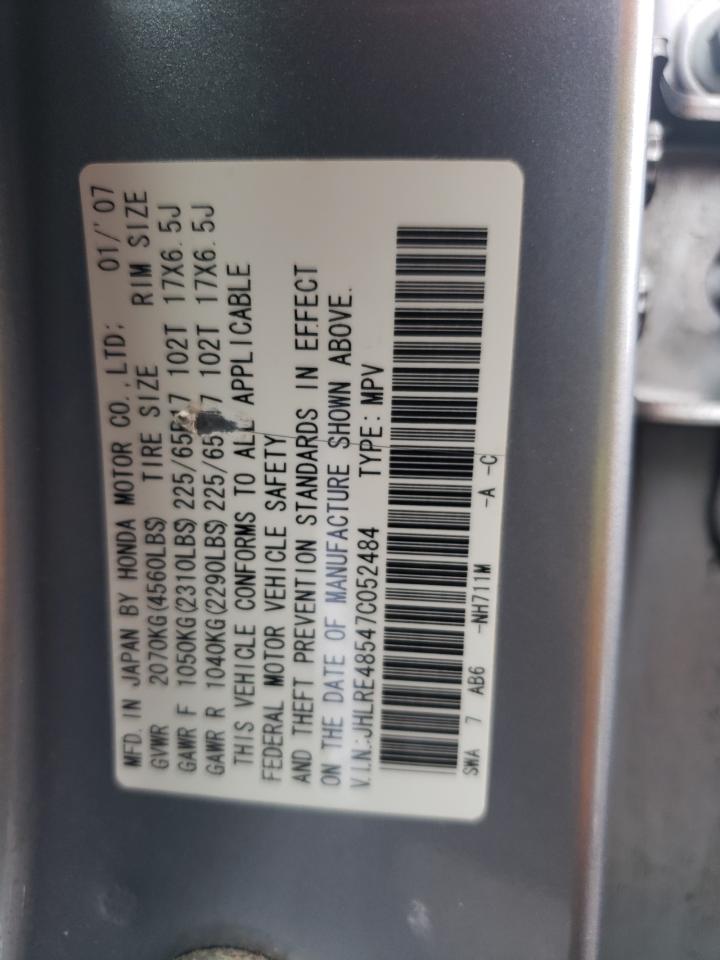 MFD. IN JAPAN BY HONDA MOTOR CO.,LTD: 01/'07
GVWR 2070KG(4560LBS) TIRE SIZE RIM SIZE
GAWR F 1050KG(2310LBS) 225/65R17 102T 17X6.5J
GAWR R 1040KG(2290LBS) 102T 17X6.5J
THIS VEHICLE CONFORMS TO ALL APPLICABLE
FEDERAL MOTOR VEHICLE SAFETY
AND THEFT PREVENTION STANDARDS IN EFFECT
ON THE DATE OF MANUFACTURE SHOWN ABOVE.
V.I.N.:JHLRE48547C052484 TYPE: MPV
SWA 7 AB6 -NH711M -A -C